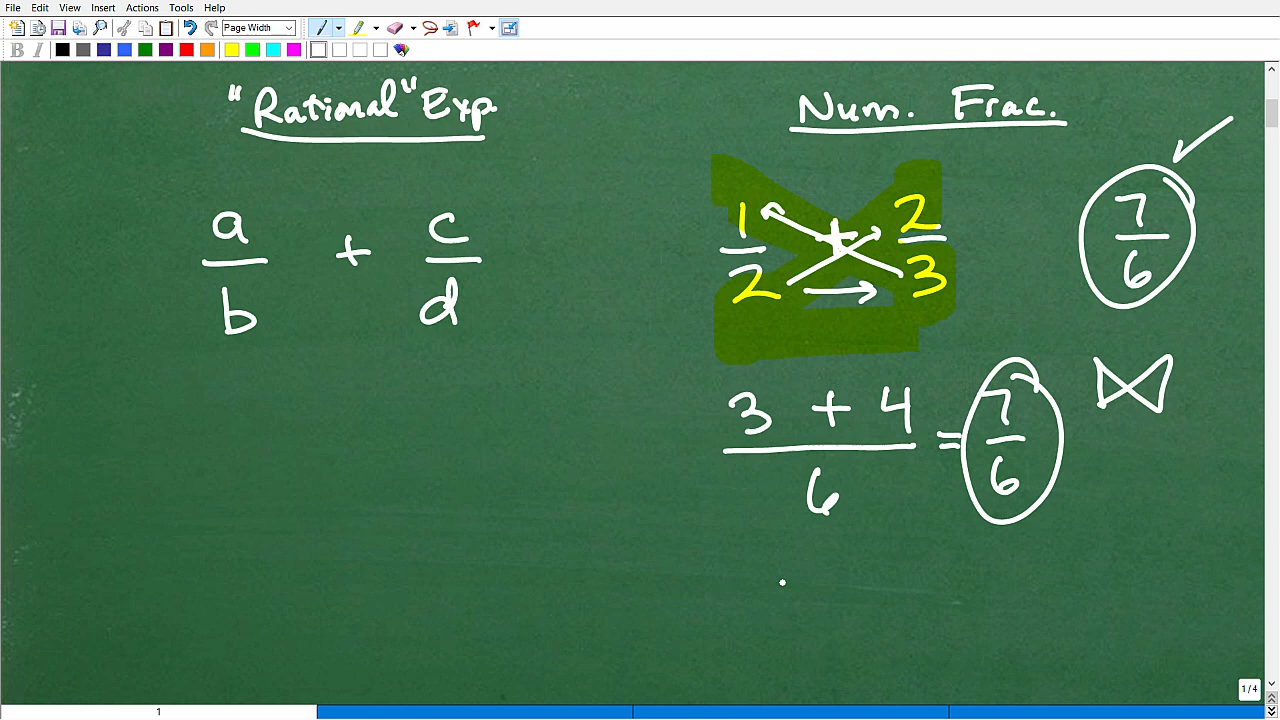 File Edit View Insert Actions Tools Help
Page Width
B I
"Rational" Exp
Num. Frac.
a/b + c/d
1/2 + 2/3
7/6
3 + 4
6
= 7/6
1/4
1